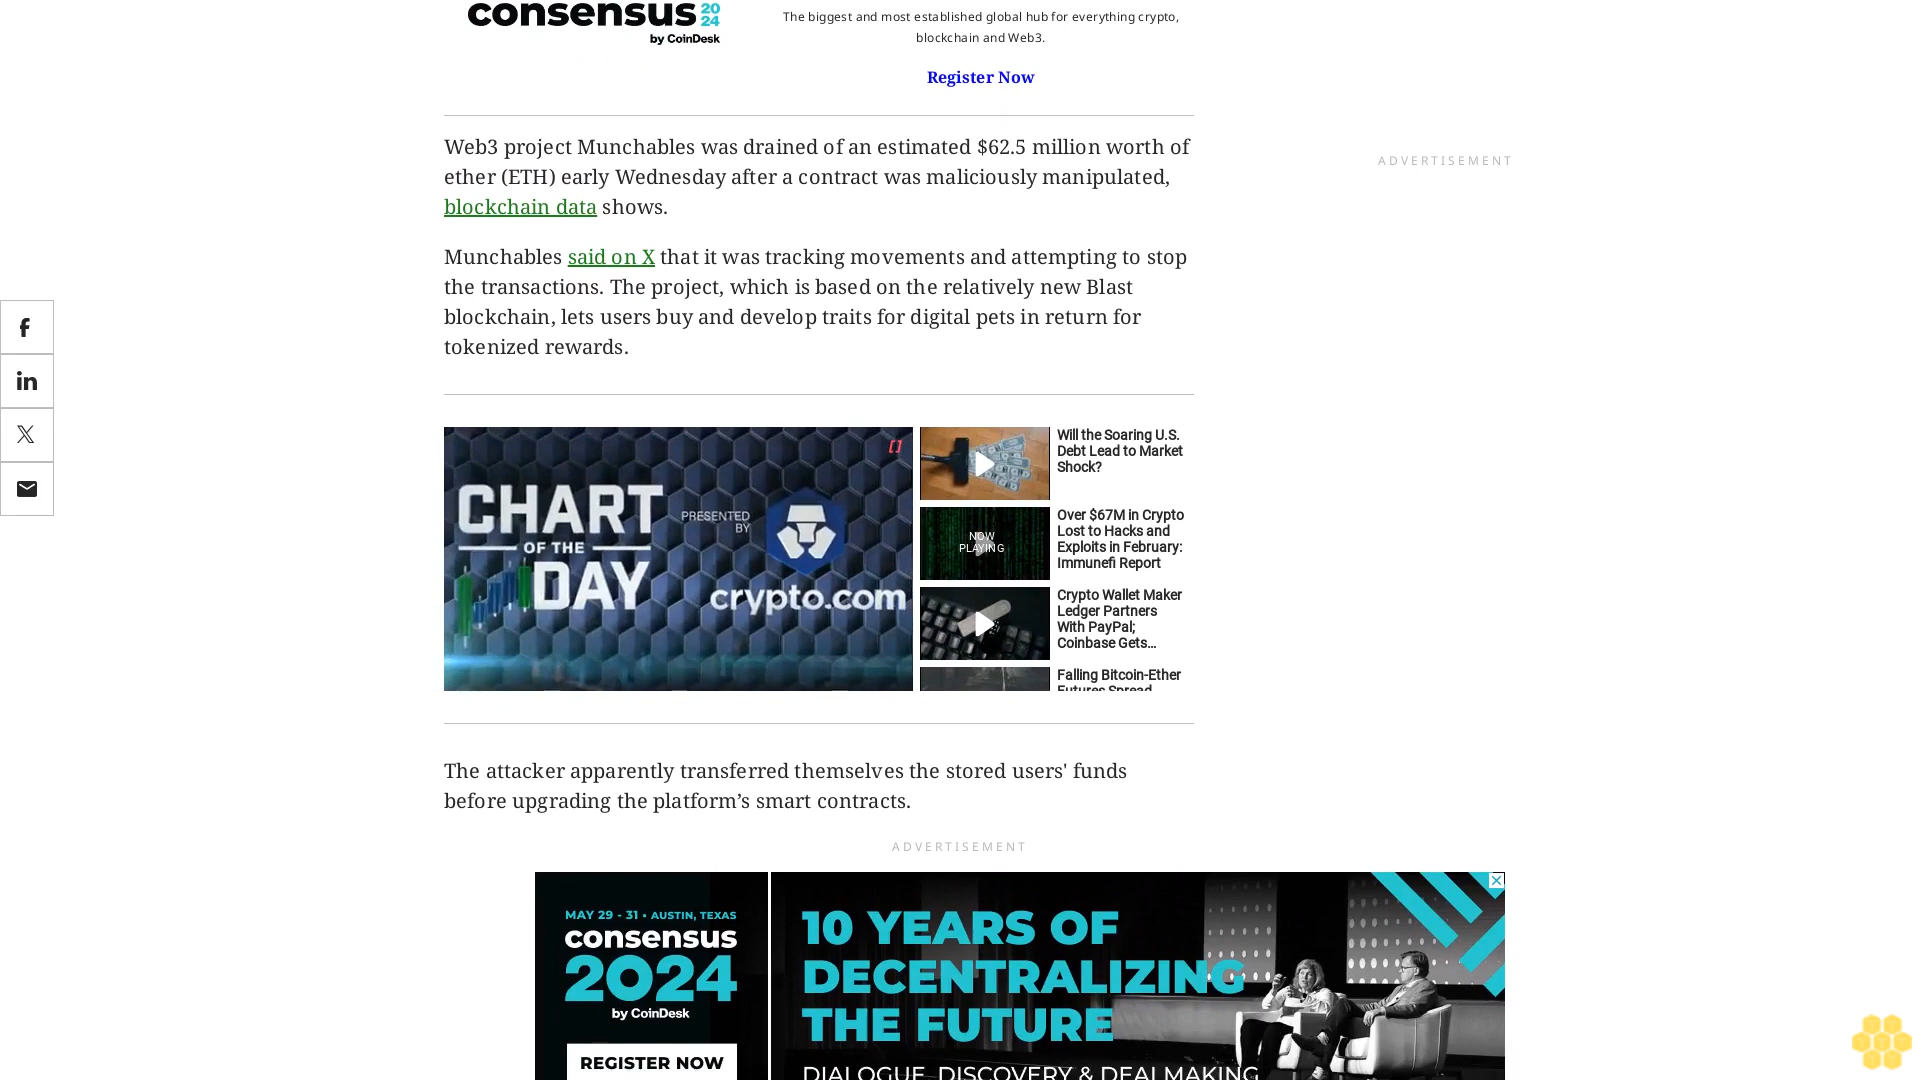 consensus 2024
by CoinDesk
The biggest and most established global hub for everything crypto,
blockchain and Web3.
Register Now
Web3 project Munchables was drained of an estimated $62.5 million worth of
ether (ETH) early Wednesday after a contract was maliciously manipulated,
blockchain data shows.
ADVERTISEMENT
Munchables said on X that it was tracking movements and attempting to stop
the transactions. The project, which is based on the relatively new Blast
blockchain, lets users buy and develop traits for digital pets in return for
tokenized rewards.
CHART
OF THE
DAY
PRESENTED
BY
crypto.com
Will the Soaring U.S.
Debt Lead to Market
Shock?
NOW
PLAYING
Over $67M in Crypto
Lost to Hacks and
Exploits in February:
Immunefi Report
Crypto Wallet Maker
Ledger Partners
With PayPal;
Coinbase Gets...
Falling Bitcoin-Ether
Futures Spread
The attacker apparently transferred themselves the stored users' funds
before upgrading the platform’s smart contracts.
ADVERTISEMENT
MAY 29 - 31 • AUSTIN, TEXAS
consensus
2024
by CoinDesk
REGISTER NOW
10 YEARS OF
DECENTRALIZING
THE FUTURE
DIALOGUE, DISCOVERY & DEALMAKING